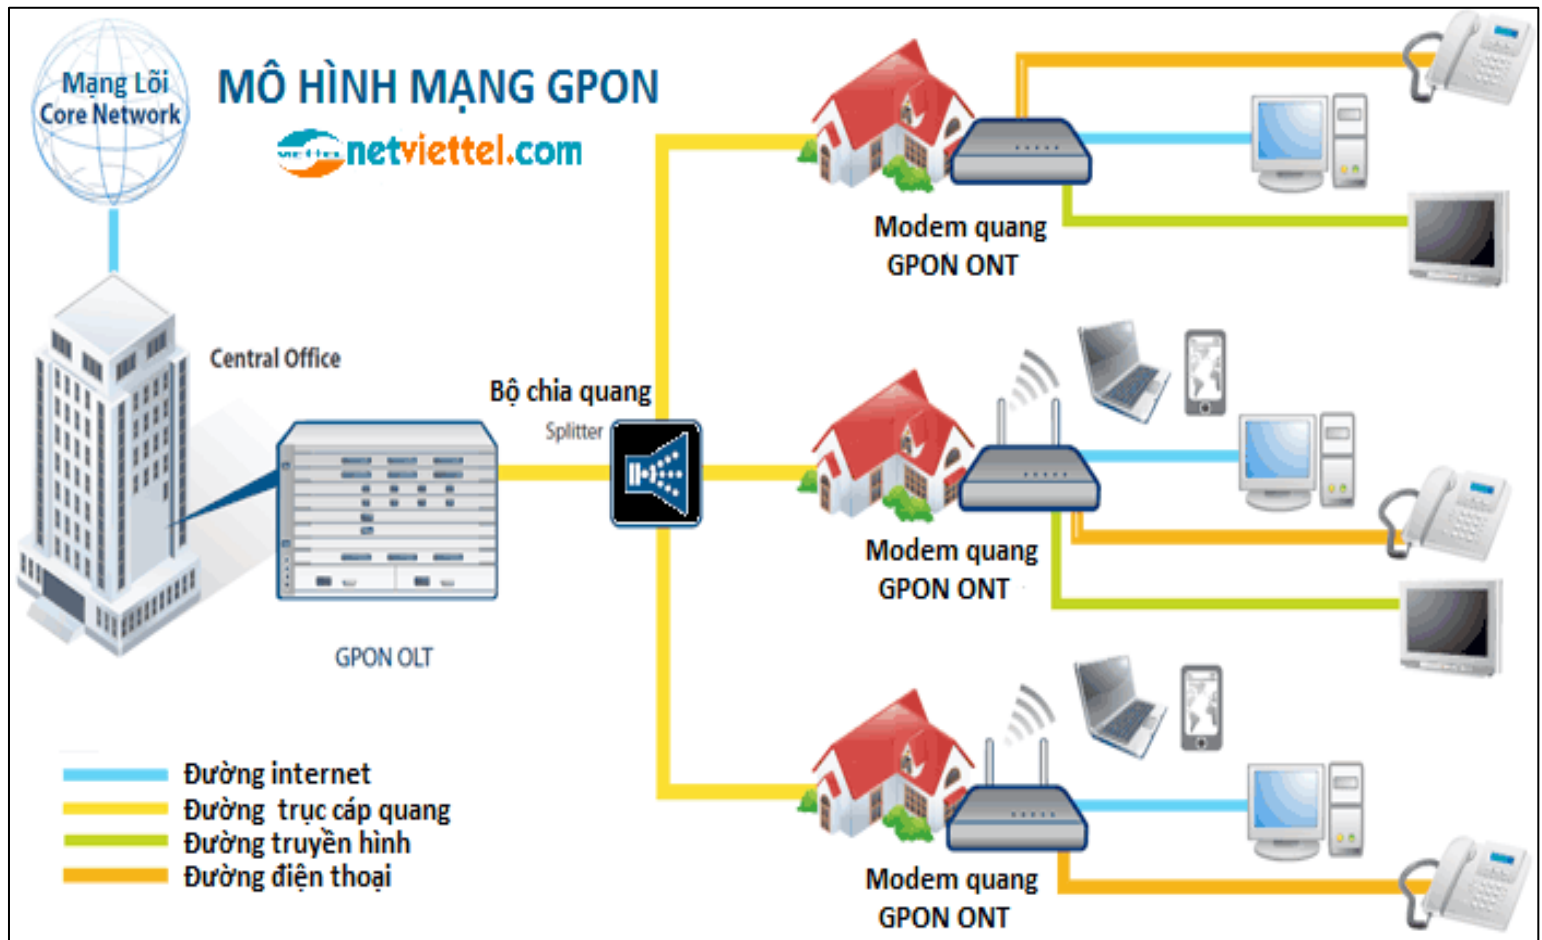 Mạng Lõi
Core Network
MÔ HÌNH MẠNG GPON
VIETTEL netviettel.com
Central Office
Bộ chia quang
Splitter
GPON OLT
Modem quang
GPON ONT
Modem quang
GPON ONT
Modem quang
GPON ONT
Đường internet
Đường trục cáp quang
Đường truyền hình
Đường điện thoại